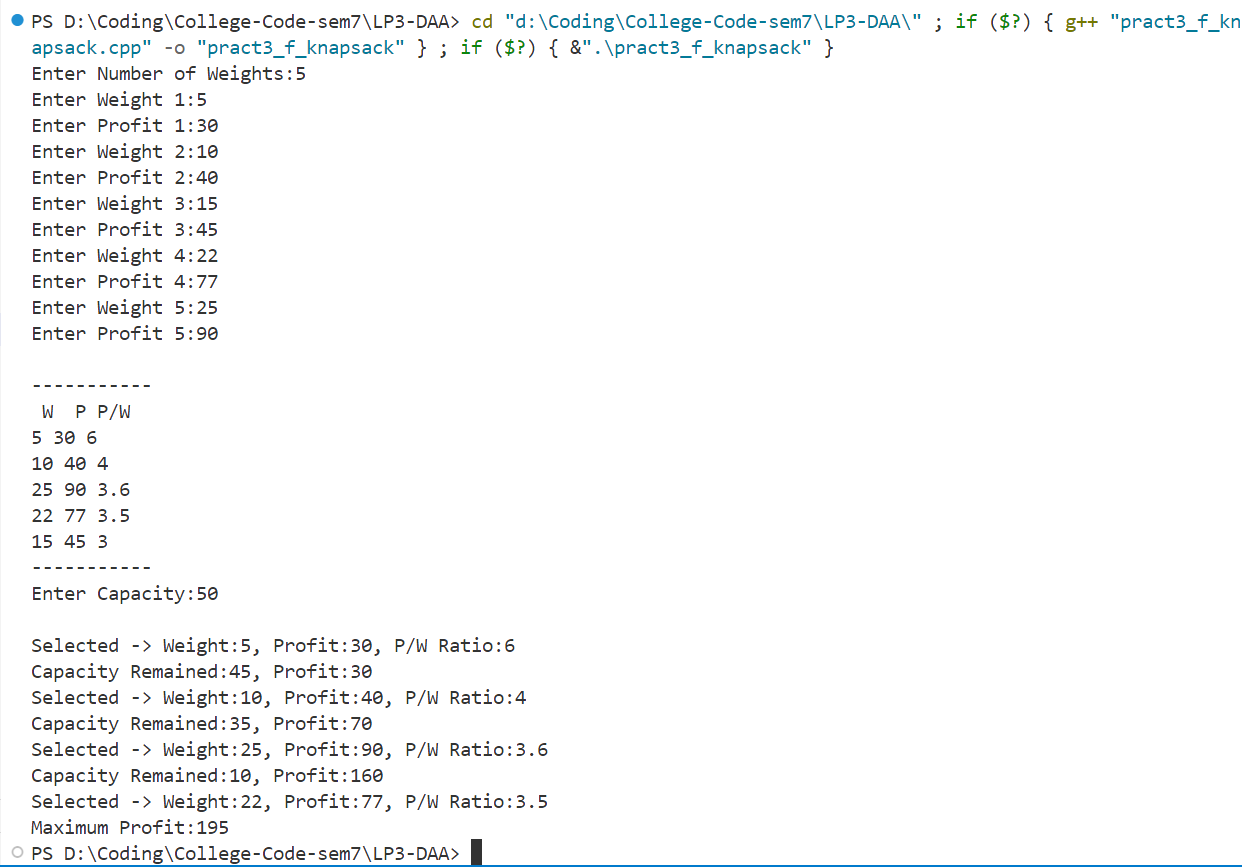 PS D:\Coding\College-Code-sem7\LP3-DAA> cd "d:\Coding\College-Code-sem7\LP3-DAA\" ; if ($?) { g++ "pract3_f_kn
apsack.cpp" -o "pract3_f_knapsack" } ; if ($?) { &".\pract3_f_knapsack" }
Enter Number of Weights:5
Enter Weight 1:5
Enter Profit 1:30
Enter Weight 2:10
Enter Profit 2:40
Enter Weight 3:15
Enter Profit 3:45
Enter Weight 4:22
Enter Profit 4:77
Enter Weight 5:25
Enter Profit 5:90

-----------
 W  P P/W
5 30 6
10 40 4
25 90 3.6
22 77 3.5
15 45 3
-----------
Enter Capacity:50

Selected -> Weight:5, Profit:30, P/W Ratio:6
Capacity Remained:45, Profit:30
Selected -> Weight:10, Profit:40, P/W Ratio:4
Capacity Remained:35, Profit:70
Selected -> Weight:25, Profit:90, P/W Ratio:3.6
Capacity Remained:10, Profit:160
Selected -> Weight:22, Profit:77, P/W Ratio:3.5
Maximum Profit:195
PS D:\Coding\College-Code-sem7\LP3-DAA>